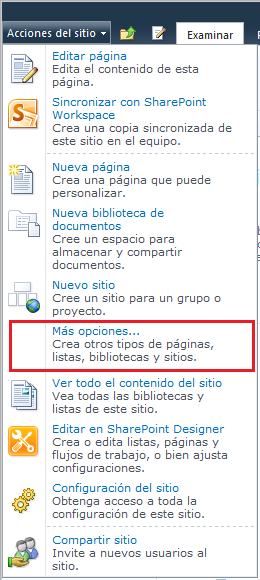 Acciones del sitio
Examinar
Editar página
Edita el contenido de esta
página.
Sincronizar con SharePoint
Workspace
Crea una copia sincronizada de
este sitio en el equipo.
Nueva página
Crea una página que puede
personalizar.
Nueva biblioteca de
documentos
Cree un espacio para
almacenar y compartir
documentos.
Nuevo sitio
Cree un sitio para un grupo o
proyecto.
Más opciones...
Crea otros tipos de páginas,
listas, bibliotecas y sitios.
Ver todo el contenido del sitio
Vea todas las bibliotecas y
listas de este sitio.
Editar en SharePoint Designer
Crea o edita listas, páginas y
flujos de trabajo, o bien ajusta
configuraciones.
Configuración del sitio
Obtenga acceso a toda la
configuración de este sitio.
Compartir sitio
Invite a nuevos usuarios al
sitio.